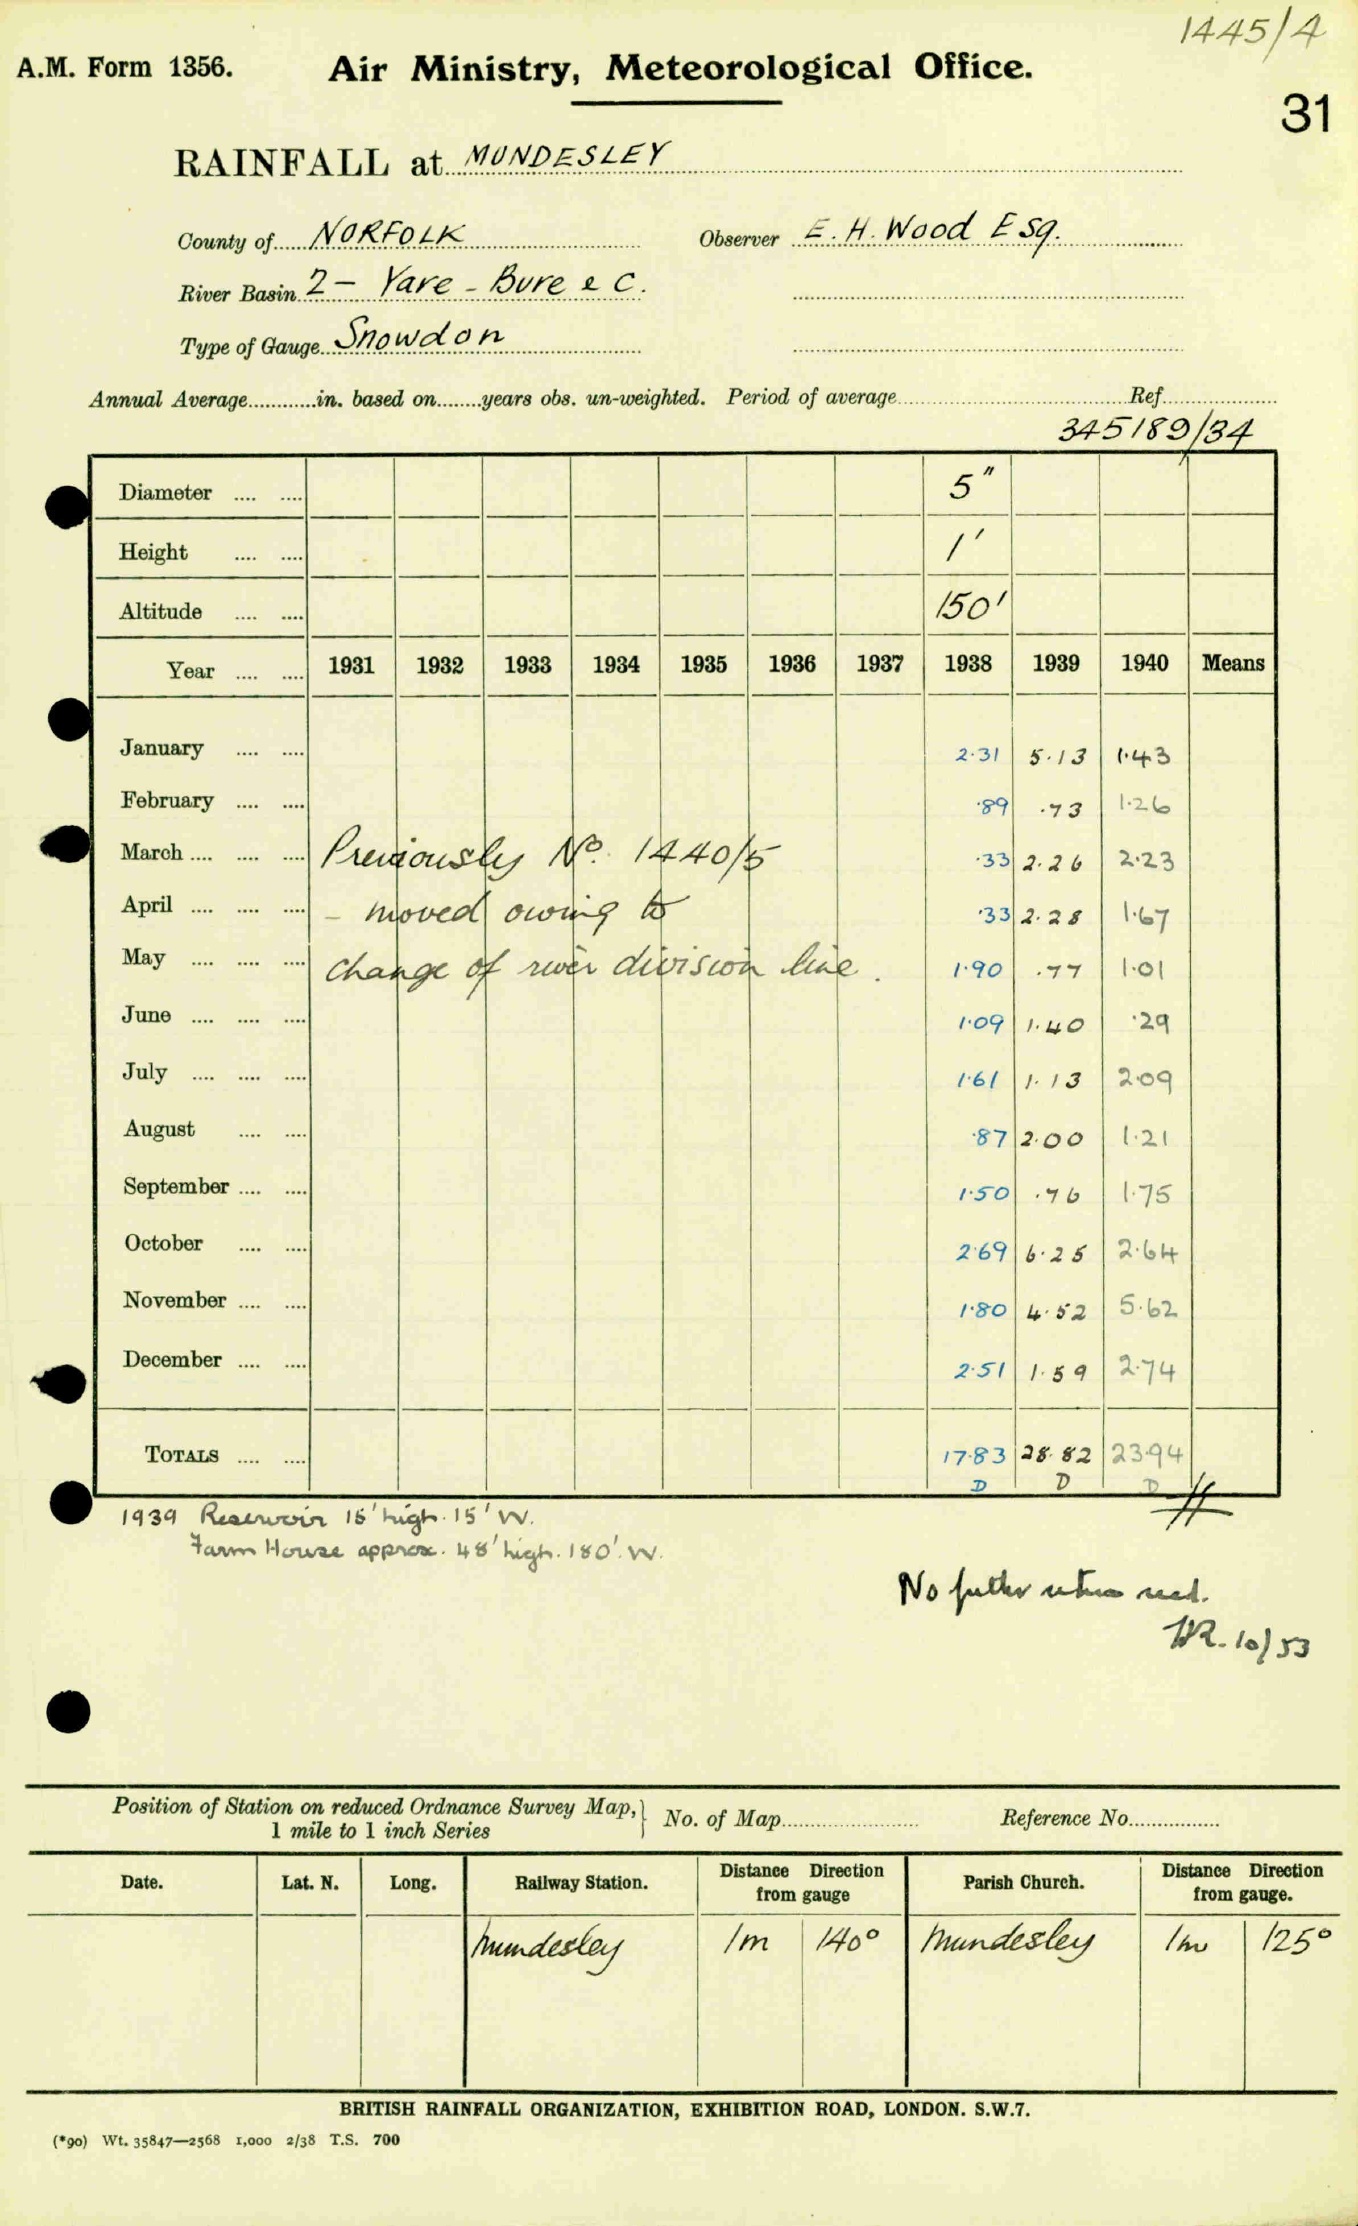 1445/4
A.M. Form 1356. Air Ministry, Meteorological Office.
31
RAINFALL at MUNDESLEY
County of NORFOLK Observer E. H. Wood Esq.
River Basin 2 - Yare - Bure & C.
Type of Gauge Snowdon
Annual Average in. based on years obs. un-weighted. Period of average Ref.
345189/34
Diameter 5"
Height 1'
Altitude 150'
Year 1931 1932 1933 1934 1935 1936 1937 1938 1939 1940 Means
January 2.31 5.13 1.43
February .89 .73 1.26
March Previously No. 1440/5 .33 2.26 2.23
April - moved owing to .33 2.28 1.67
May change of river division line. 1.90 .77 1.01
June 1.09 1.40 .29
July 1.61 1.13 2.09
August .87 2.00 1.21
September 1.50 .76 1.75
October 2.69 6.25 2.64
November 1.80 4.52 5.62
December 2.51 1.59 2.74
TOTALS 17.83 28.82 23.94
D D D
1939 Reservoir 15' high. 15' W.
Farm House approx. 48' high. 180'. W.
No further returns recd.
10/53
Position of Station on reduced Ordnance Survey Map, 1 mile to 1 inch Series No. of Map Reference No.
Date. Lat. N. Long. Railway Station. Distance Direction from gauge Parish Church. Distance Direction from gauge.
Mundesley 1m 140° Mundesley 1m 125°
BRITISH RAINFALL ORGANIZATION, EXHIBITION ROAD, LONDON. S.W.7.
(*90) Wt. 35847—2568 1,000 2/38 T.S. 700